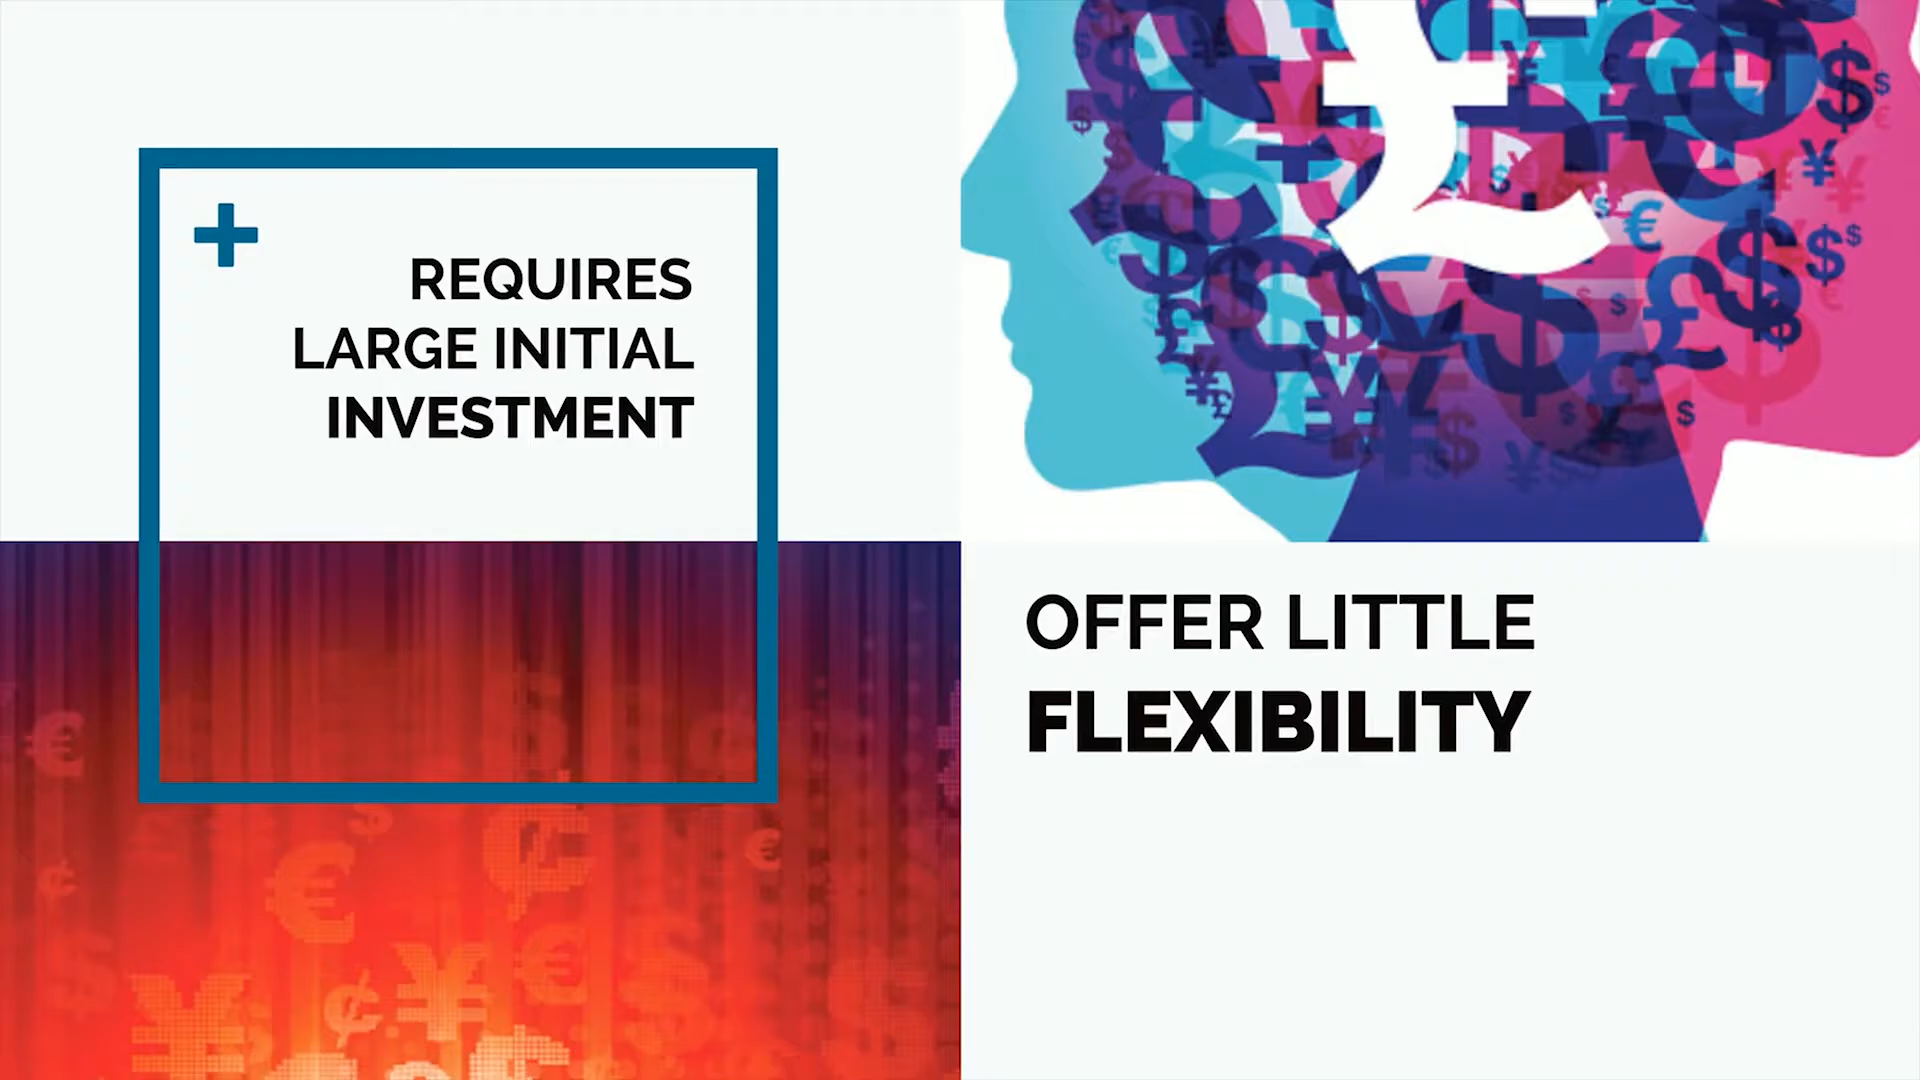 REQUIRES
LARGE INITIAL
INVESTMENT
OFFER LITTLE
FLEXIBILITY